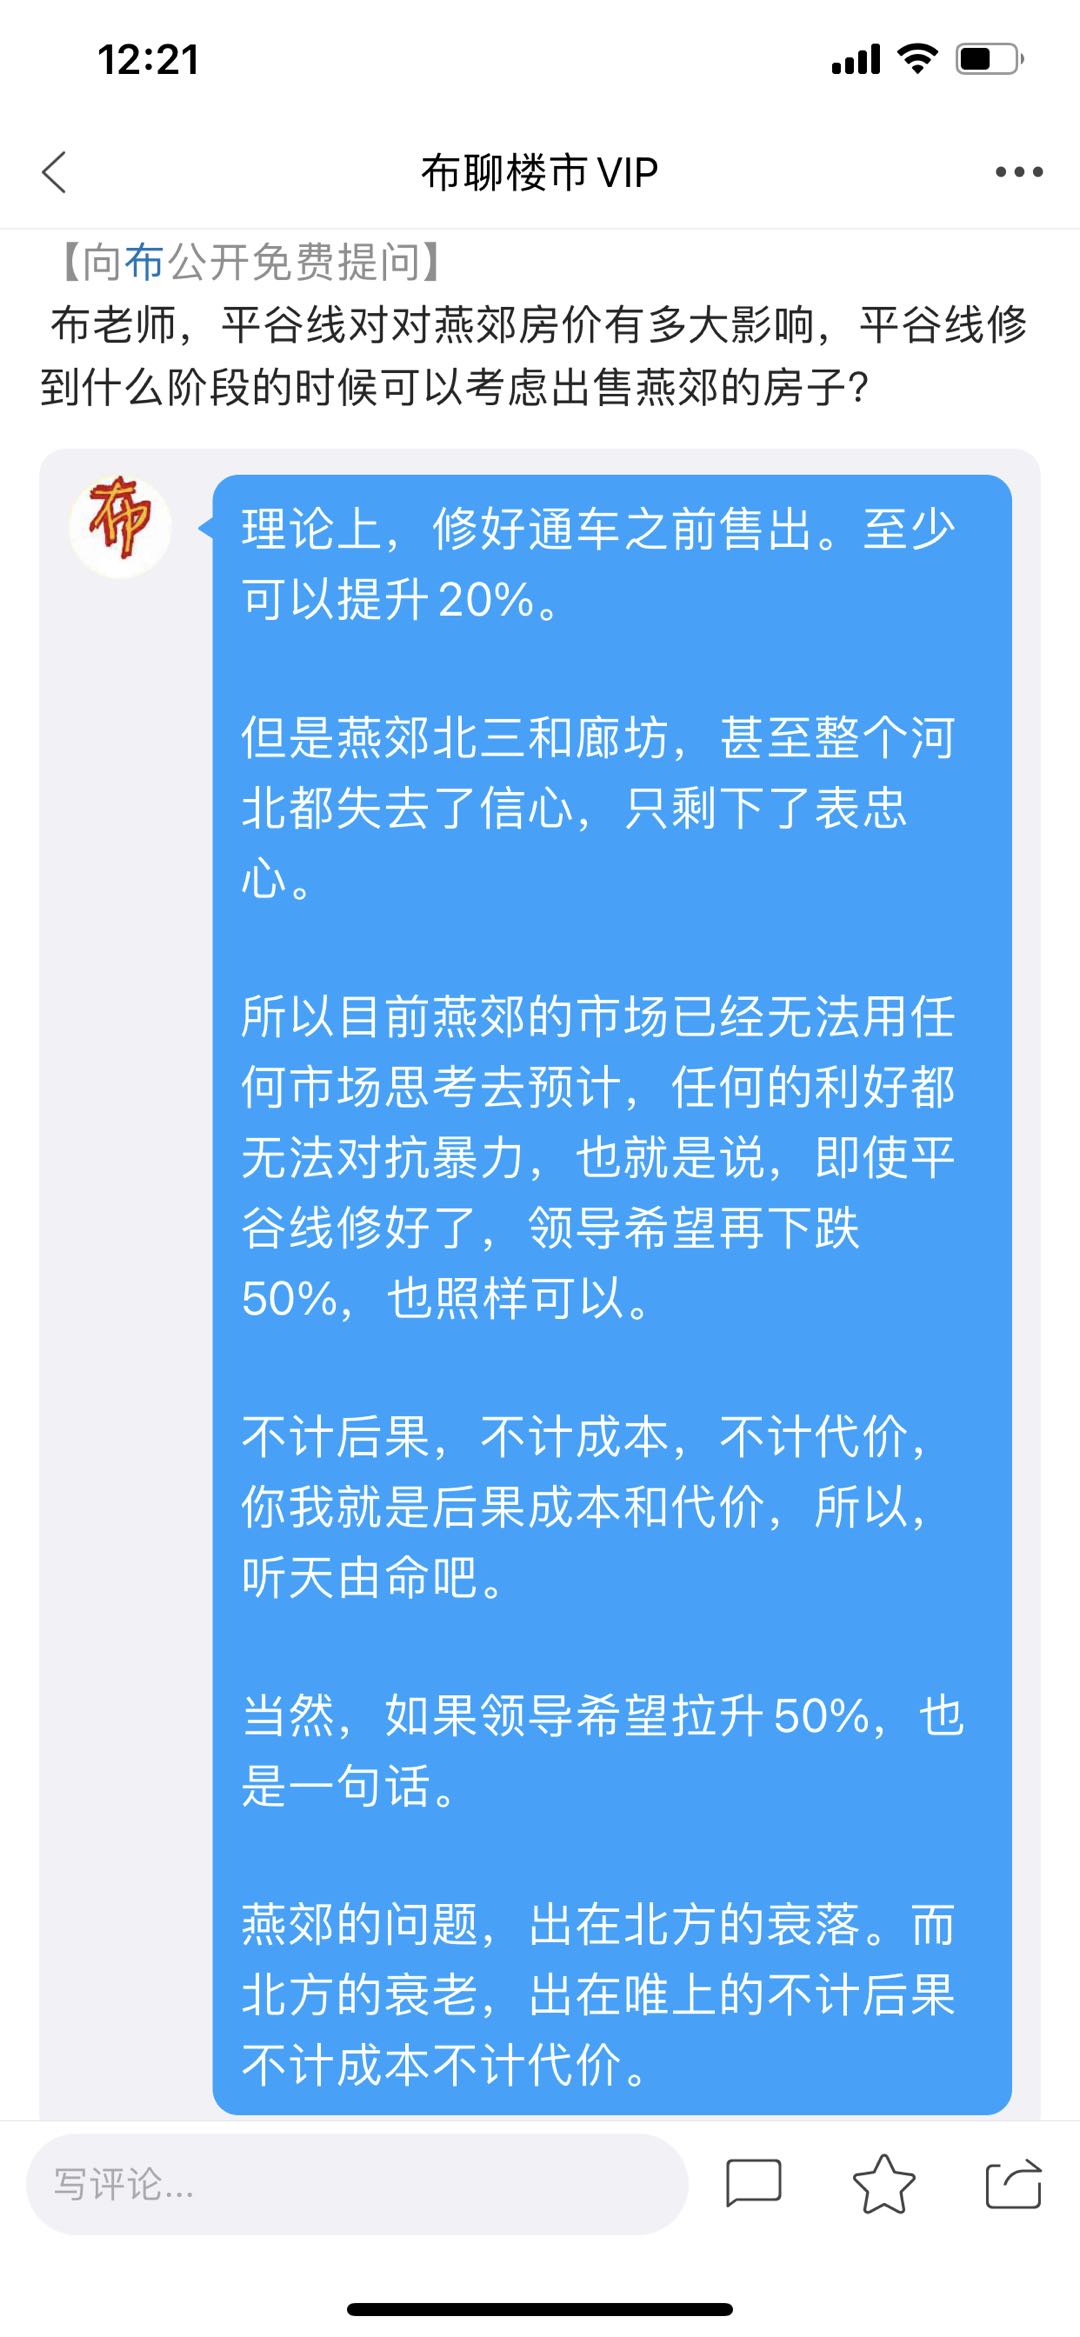 12:21
布聊楼市VIP
【向布公开免费提问】
布老师，平谷线对对燕郊房价有多大影响，平谷线修
到什么阶段的时候可以考虑出售燕郊的房子？
布
理论上，修好通车之前售出。至少
可以提升20%。
但是燕郊北三和廊坊，甚至整个河
北都失去了信心，只剩下了表忠
心。
所以目前燕郊的市场已经无法用任
何市场思考去预计，任何的利好都
无法对抗暴力，也就是说，即使平
谷线修好了，领导希望再下跌
50%，也照样可以。
不计后果，不计成本，不计代价，
你我就是后果成本和代价，所以，
听天由命吧。
当然，如果领导希望拉升50%，也
是一句话。
燕郊的问题，出在北方的衰落。而
北方的衰老，出在唯上的不计后果
不计成本不计代价。
写评论...